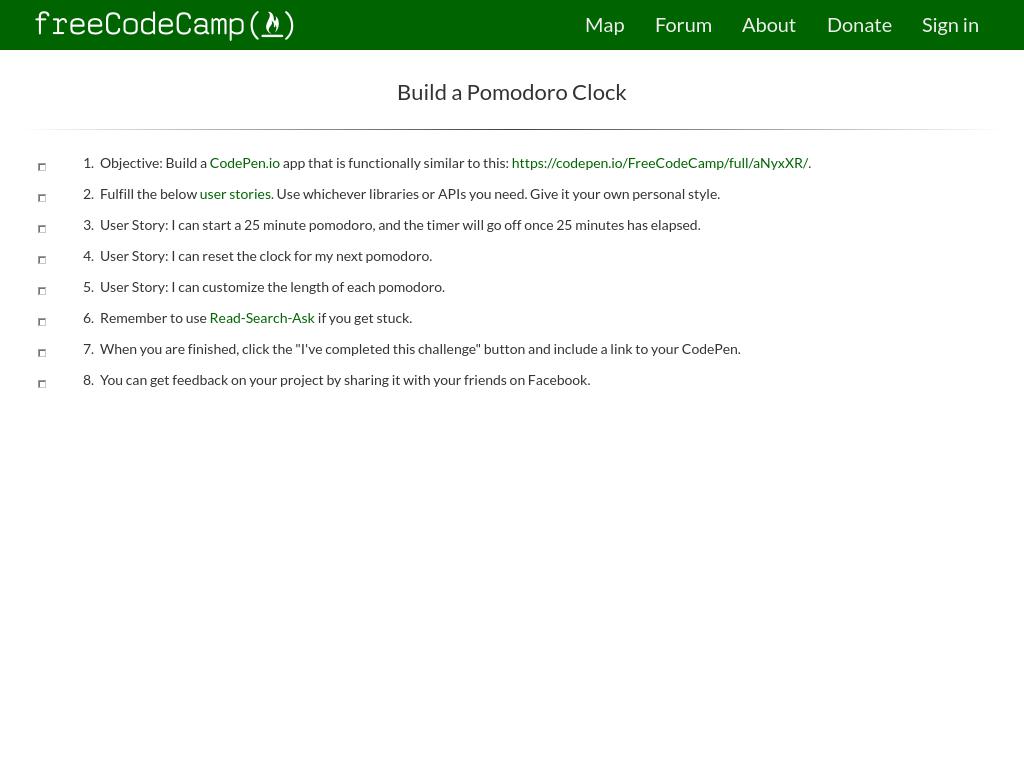 freeCodeCamp
Map Forum About Donate Sign in
Build a Pomodoro Clock
1. Objective: Build a CodePen.io app that is functionally similar to this: https://codepen.io/FreeCodeCamp/full/aNyxXR/.
2. Fulfill the below user stories. Use whichever libraries or APIs you need. Give it your own personal style.
3. User Story: I can start a 25 minute pomodoro, and the timer will go off once 25 minutes has elapsed.
4. User Story: I can reset the clock for my next pomodoro.
5. User Story: I can customize the length of each pomodoro.
6. Remember to use Read-Search-Ask if you get stuck.
7. When you are finished, click the "I've completed this challenge" button and include a link to your CodePen.
8. You can get feedback on your project by sharing it with your friends on Facebook.